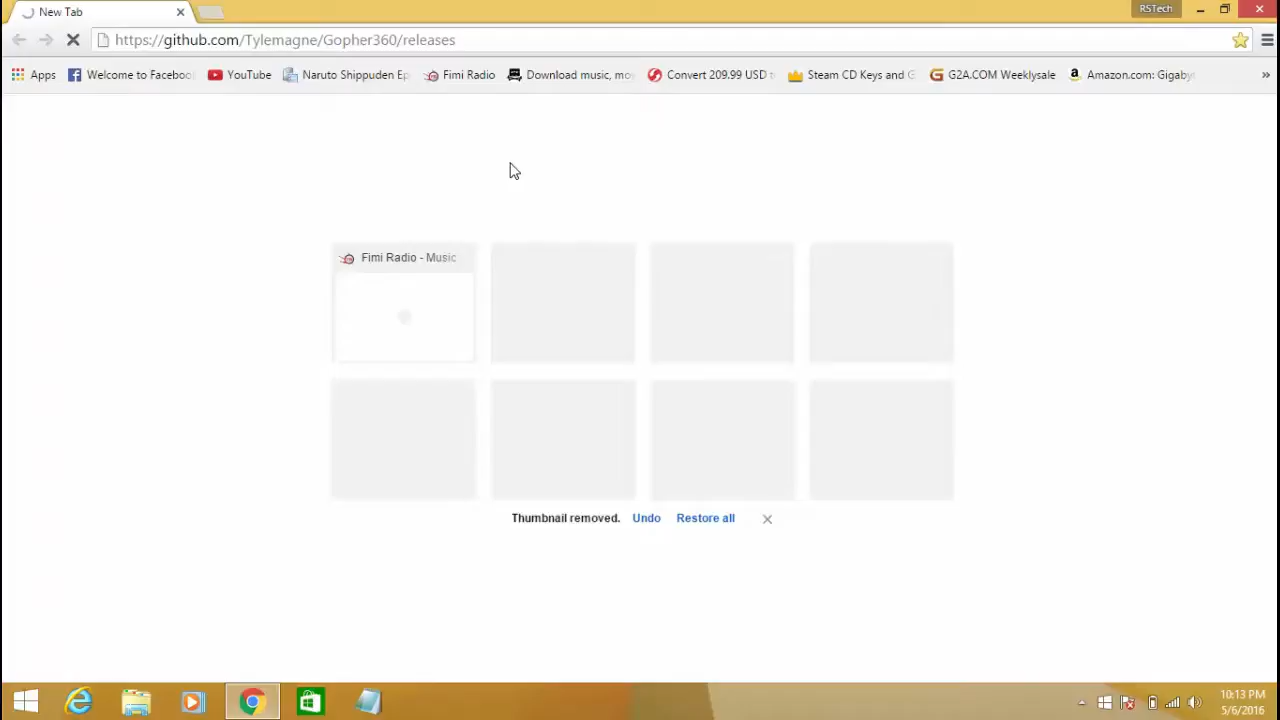 New Tab
RSTech
https://github.com/Tylemagne/Gopher360/releases
Apps
Welcome to Faceboo
YouTube
Naruto Shippuden Ep
Fimi Radio
Download music, mo
Convert 209.99 USD t
Steam CD Keys and G
G2A.COM Weeklysale
Amazon.com: Gigaby
Fimi Radio - Music
Thumbnail removed. Undo Restore all
10:13 PM
5/6/2016